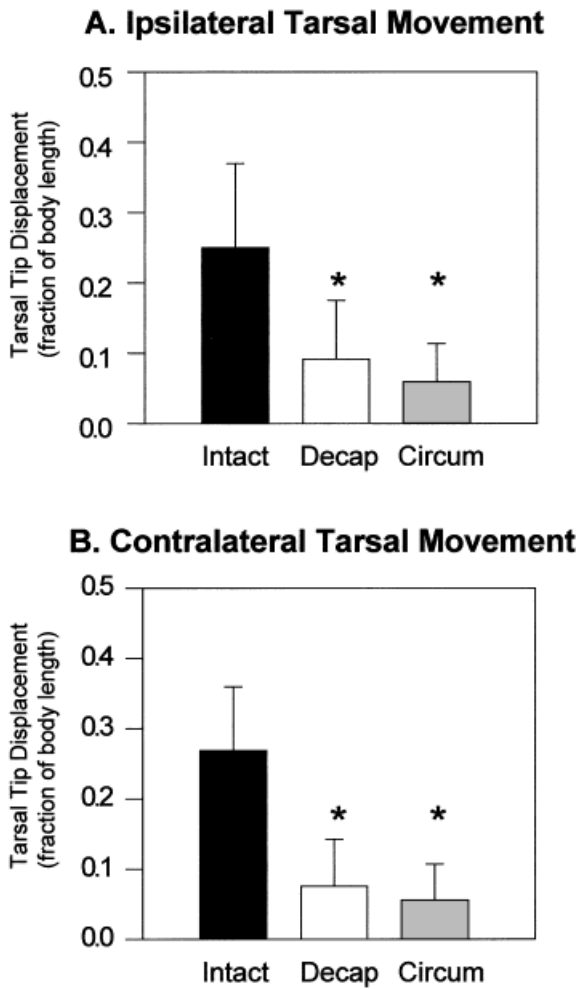 A. Ipsilateral Tarsal Movement
Tarsal Tip Displacement
(fraction of body length)
0.5
0.4
0.3
0.2
0.1
0.0
*
*
Intact Decap Circum
B. Contralateral Tarsal Movement
Tarsal Tip Displacement
(fraction of body length)
0.5
0.4
0.3
0.2
0.1
0.0
*
*
Intact Decap Circum